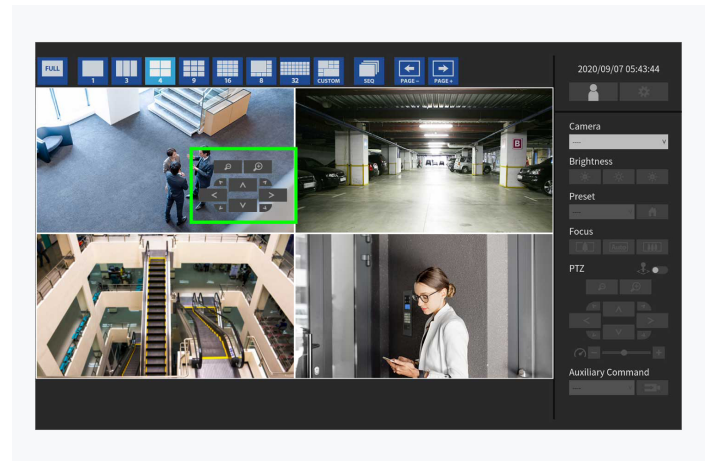 FULL
1
3
4
9
16
8
32
CUSTOM
SEQ
PAGE−
PAGE+
2020/09/07 05:43:44
B
Camera
---
Brightness
Preset
---
Focus
Auto
PTZ
Auxiliary Command
---